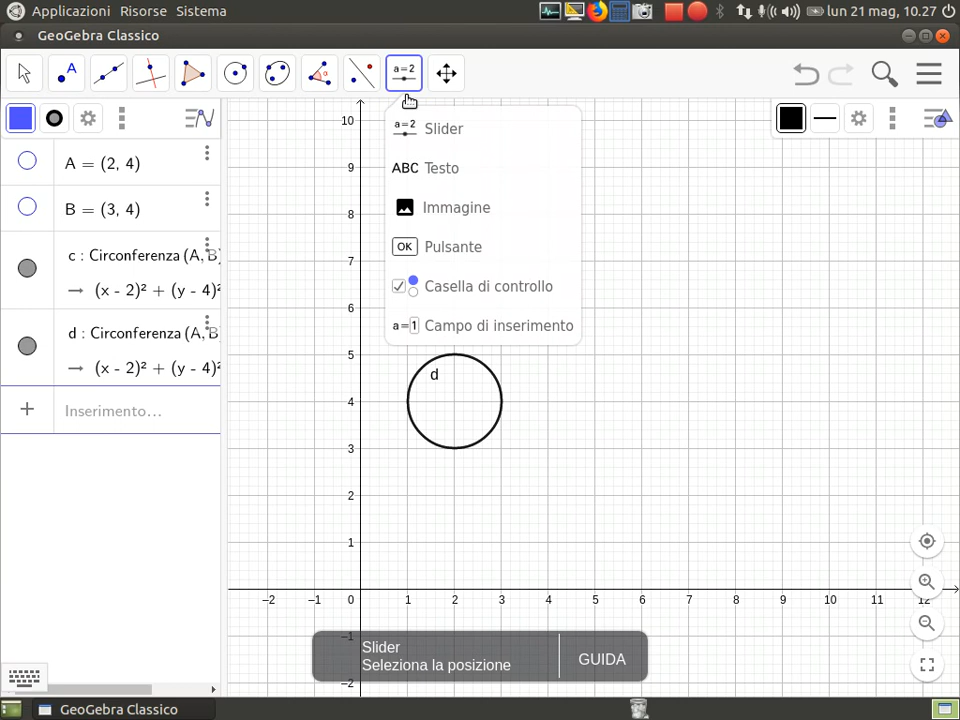 Applicazioni Risorse Sistema lun 21 mag, 10.27
GeoGebra Classico
A
a=2
a=2 Slider
ABC Testo
Immagine
OK Pulsante
Casella di controllo
a=1 Campo di inserimento
A = (2, 4)
B = (3, 4)
c : Circonferenza(A, B)
→ (x - 2)² + (y - 4)²
d : Circonferenza(A, B
→ (x - 2)² + (y - 4)²
+ Inserimento…
10
9
8
7
6
5
4
3
2
1
d
–2 –1 0 1 2 3 4 5 6 7 8 9 10 11 12
–1
–2
Slider
Seleziona la posizione
GUIDA
GeoGebra Classico